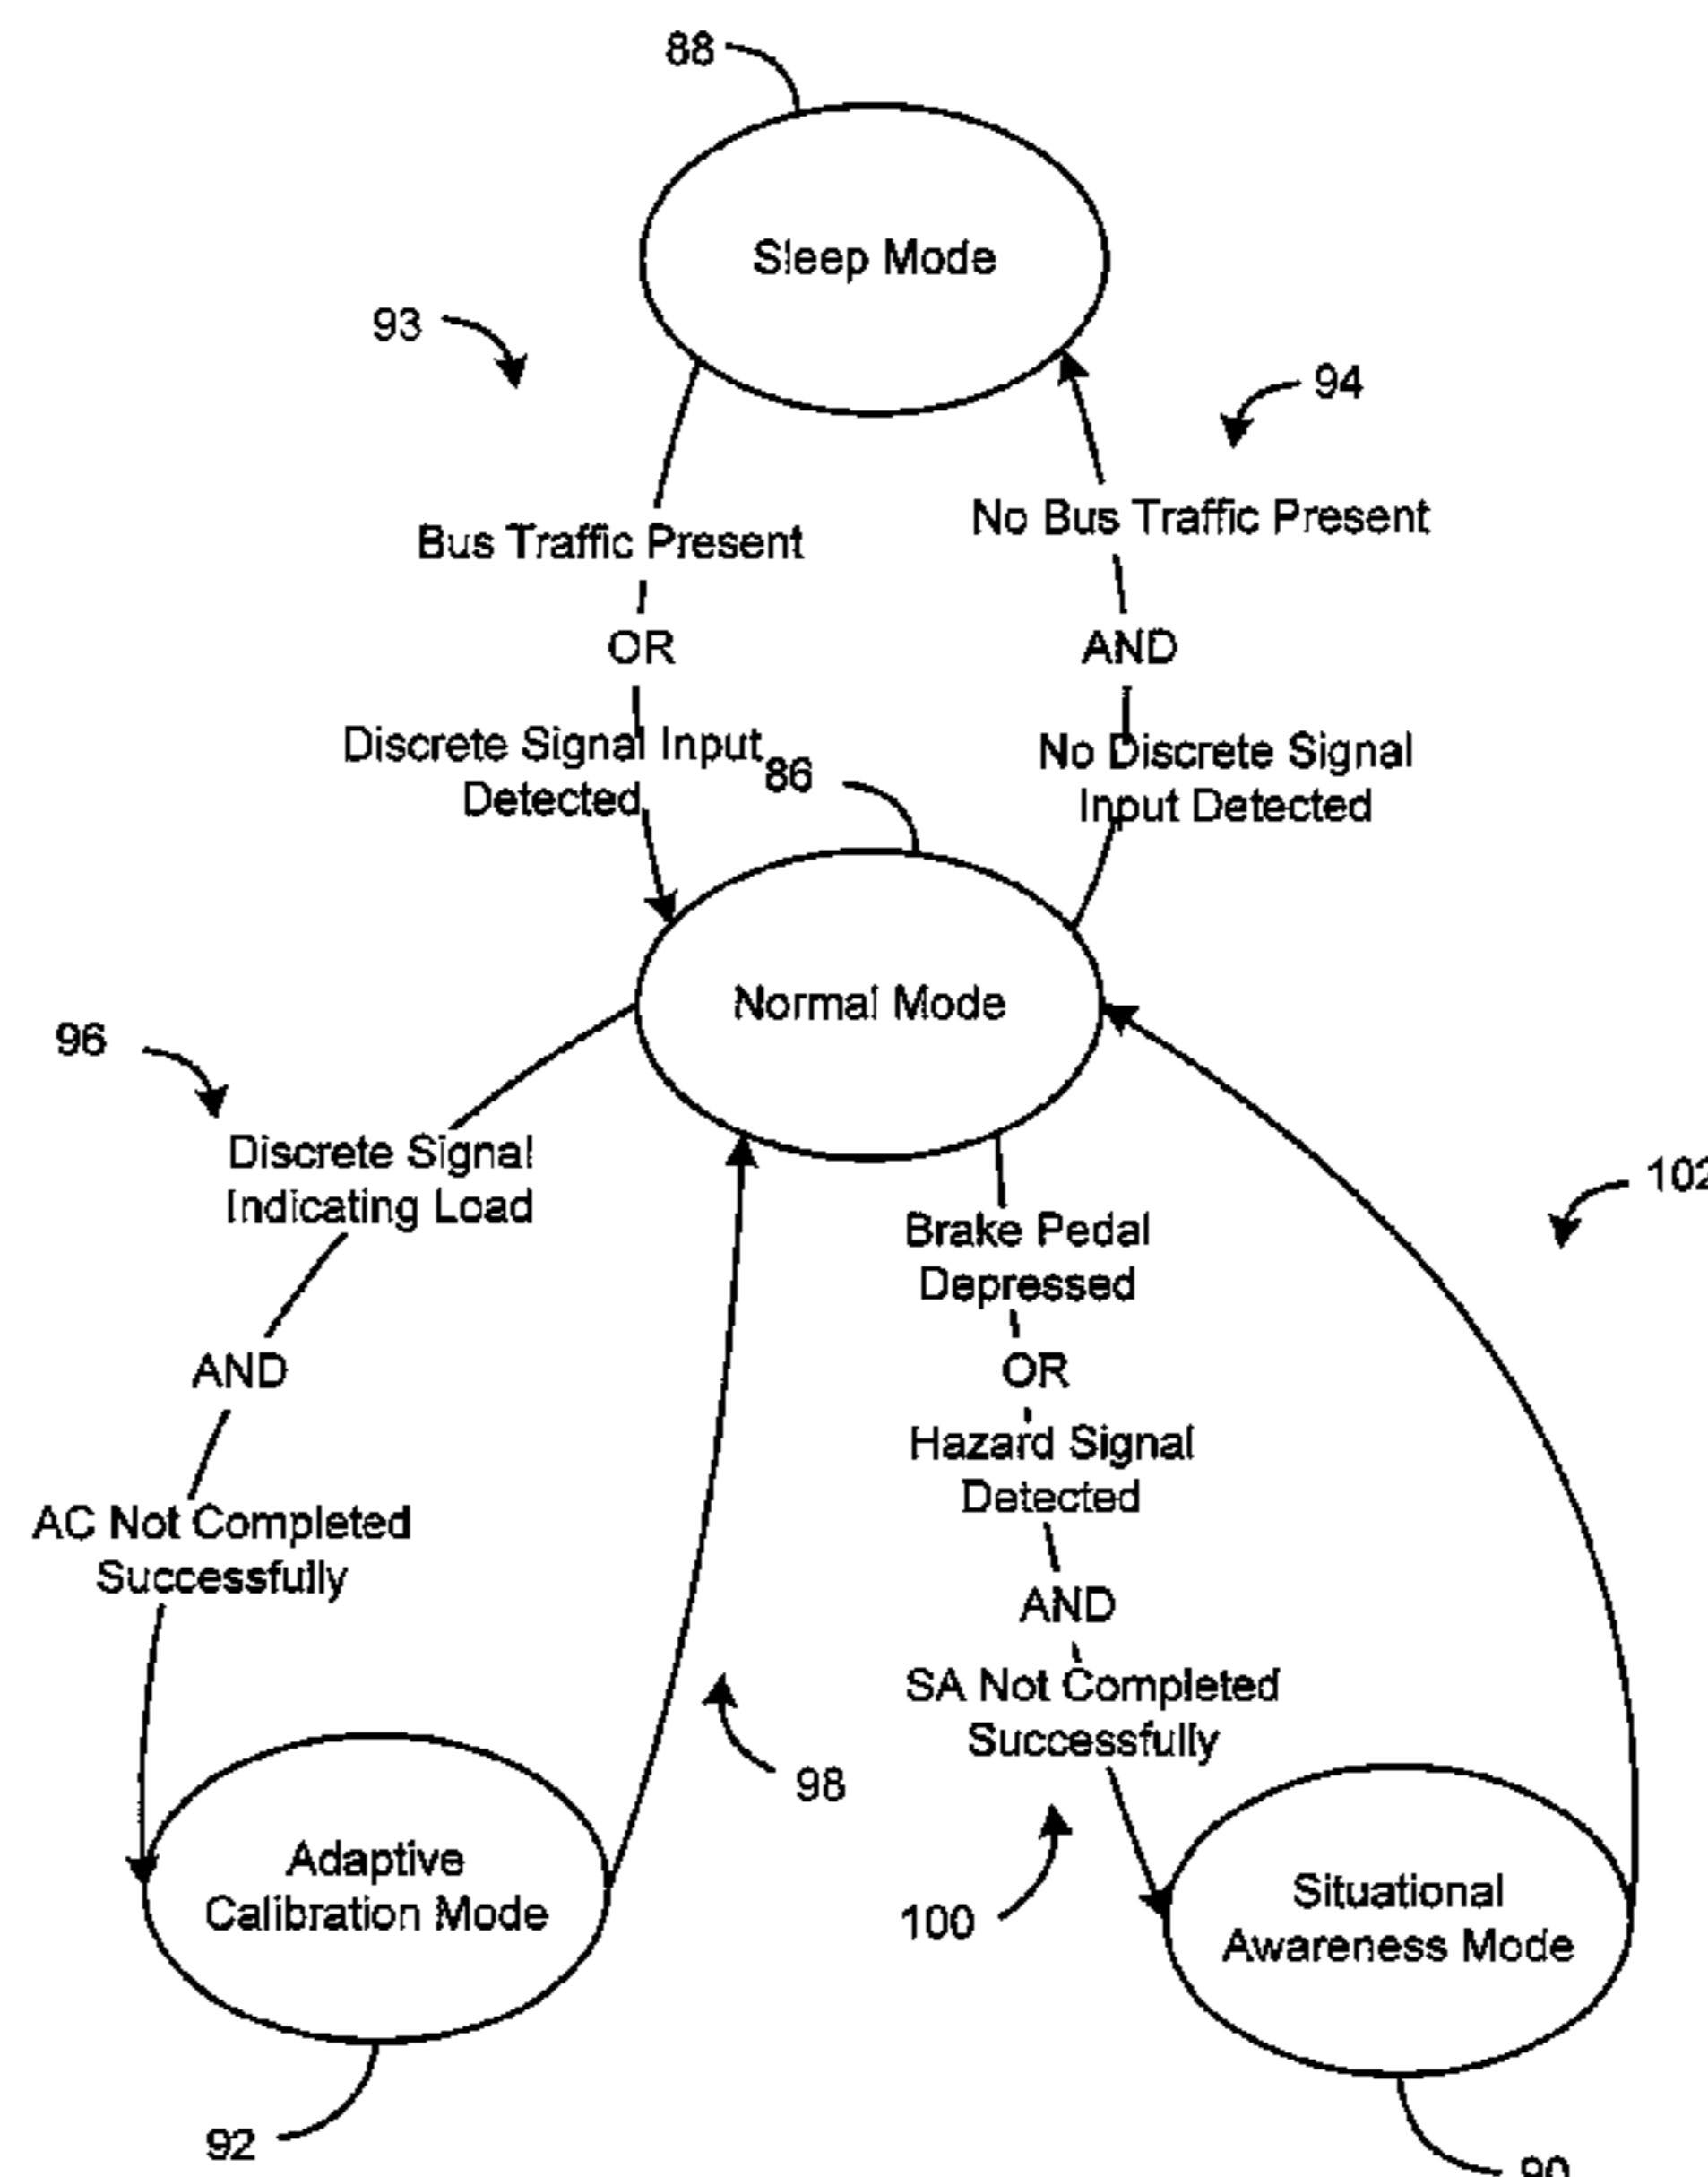 88
Sleep Mode
93
94
Bus Traffic Present
No Bus Traffic Present
OR
AND
Discrete Signal Input
Detected
No Discrete Signal
Input Detected
86
Normal Mode
96
Discrete Signal
Indicating Load
102
Brake Pedal
Depressed
AND
OR
Hazard Signal
Detected
AC Not Completed
Successfully
AND
SA Not Completed
Successfully
98
Adaptive
Calibration Mode
100
Situational
Awareness Mode
92
90